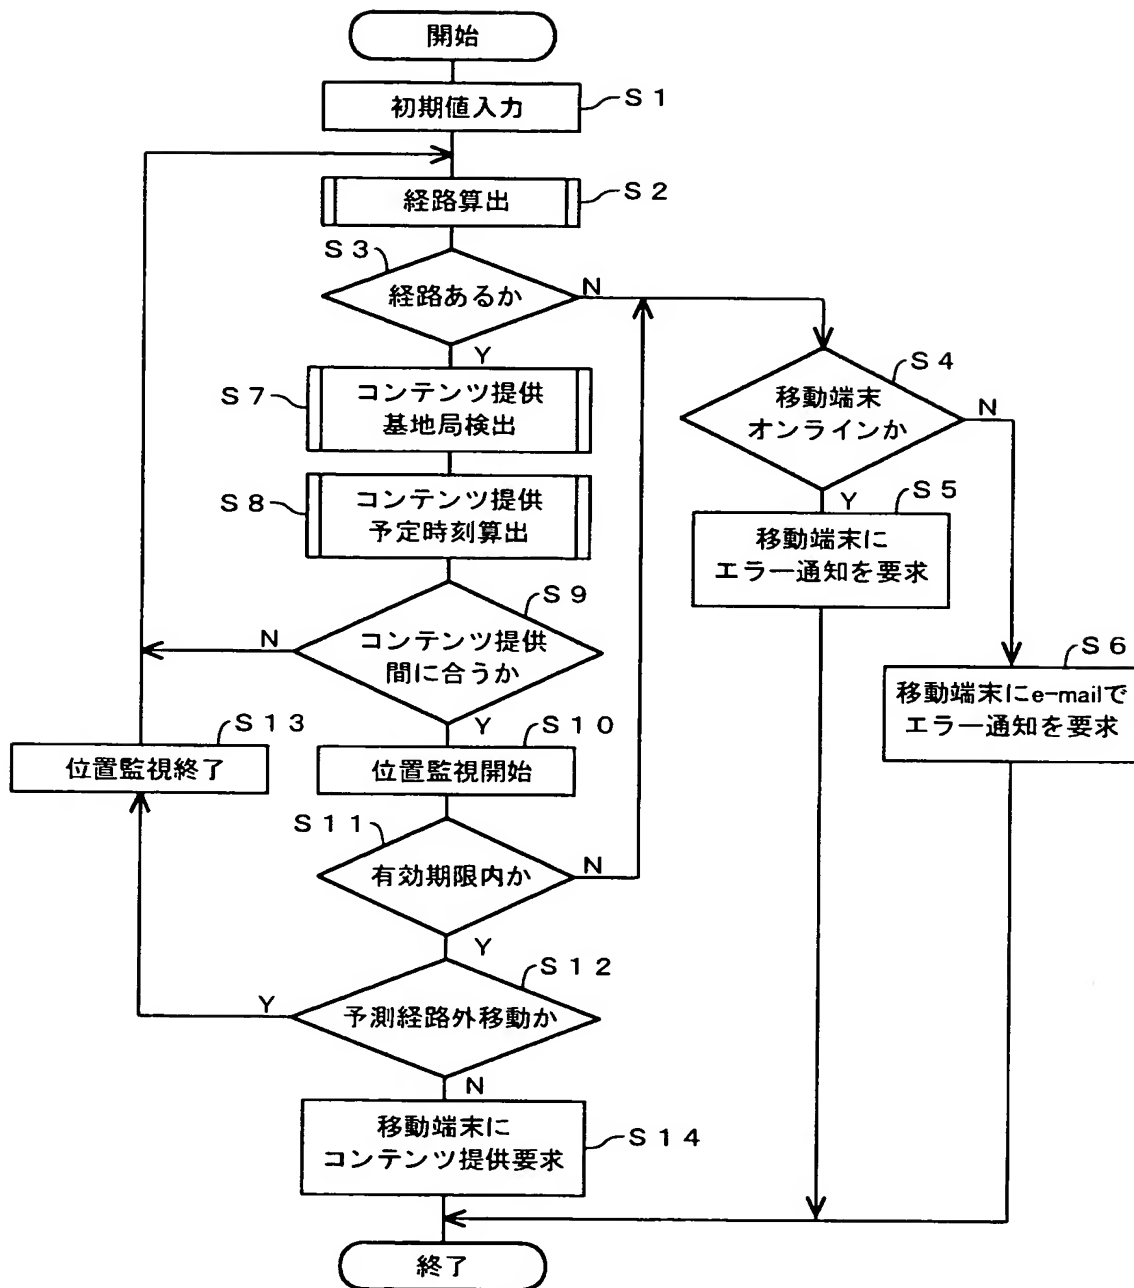 開始
初期値入力
S1
経路算出
S2
S3
経路あるか
N
Y
S7
コンテンツ提供
基地局検出
S4
移動端末
オンラインか
N
Y
S8
コンテンツ提供
予定時刻算出
S5
移動端末に
エラー通知を要求
S9
コンテンツ提供
間に合うか
N
Y
S6
移動端末にe-mailで
エラー通知を要求
S13
位置監視終了
S10
位置監視開始
S11
有効期限内か
N
Y
S12
予測経路外移動か
Y
N
移動端末に
コンテンツ提供要求
S14
終了